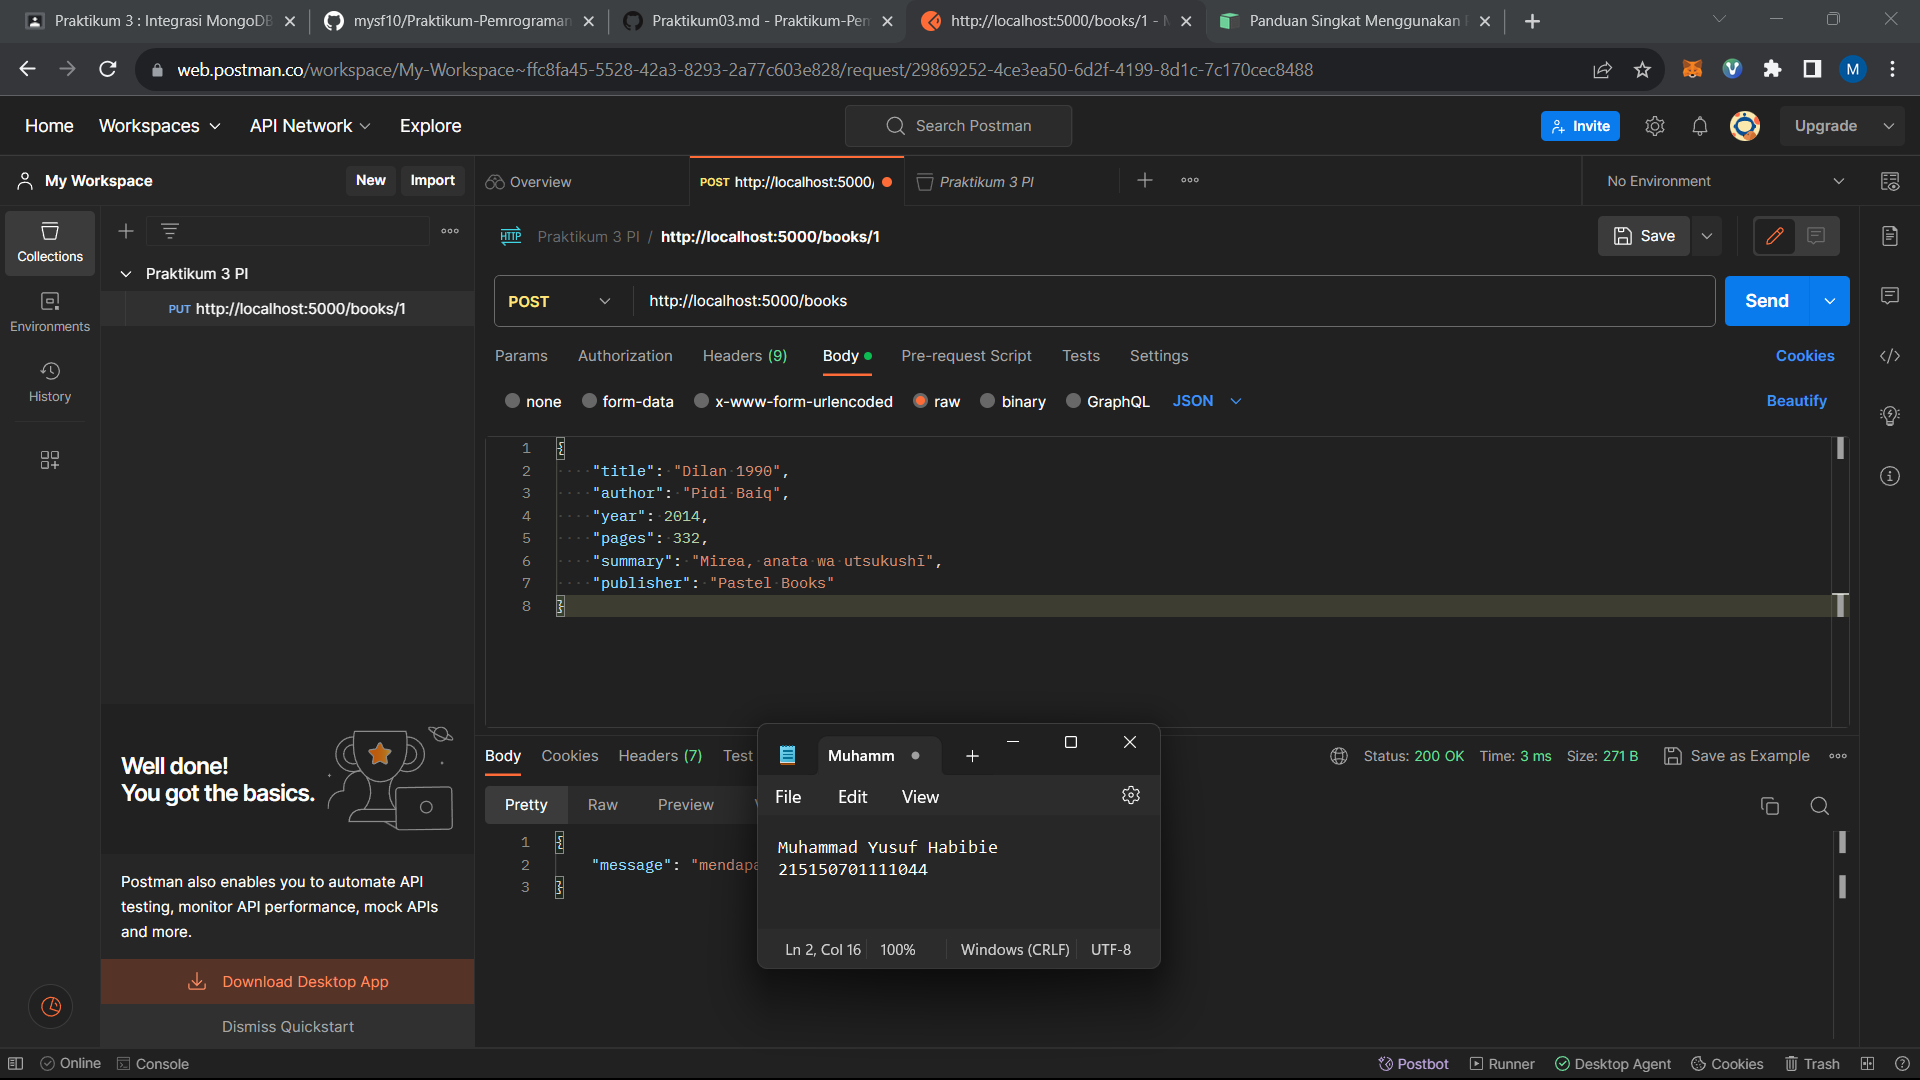 Praktikum 3 : Integrasi MongoDB
mysf10/Praktikum-Pemrograman
Praktikum03.md - Praktikum-Pem
http://localhost:5000/books/1 -
Panduan Singkat Menggunakan
web.postman.co/workspace/My-Workspace~ffc8fa45-5528-42a3-8293-2a77c603e828/request/29869252-4ce3ea50-6d2f-4199-8d1c-7c170cec8488
M
Home Workspaces API Network Explore
Search Postman
Invite
Upgrade
My Workspace
New Import
Overview
POST http://localhost:5000/
Praktikum 3 PI
No Environment
Collections
Environments
History
Praktikum 3 PI
PUT http://localhost:5000/books/1
HTTP Praktikum 3 PI / http://localhost:5000/books/1
Save
POST http://localhost:5000/books
Send
Params Authorization Headers (9) Body Pre-request Script Tests Settings
Cookies
none form-data x-www-form-urlencoded raw binary GraphQL JSON
Beautify
1 {
2 "title": "Dilan 1990",
3 "author": "Pidi Baiq",
4 "year": 2014,
5 "pages": 332,
6 "summary": "Mirea, anata wa utsukushī",
7 "publisher": "Pastel Books"
8 }
Well done!
You got the basics.
Postman also enables you to automate API
testing, monitor API performance, mock APIs
and more.
Download Desktop App
Dismiss Quickstart
Body Cookies Headers (7) Test
Status: 200 OK Time: 3 ms Size: 271 B Save as Example
Pretty Raw Preview
1 {
2 "message": "mendapa
3 }
Muhamm
File Edit View
Muhammad Yusuf Habibie
215150701111044
Ln 2, Col 16 100% Windows (CRLF) UTF-8
Online Console
Postbot Runner Desktop Agent Cookies Trash